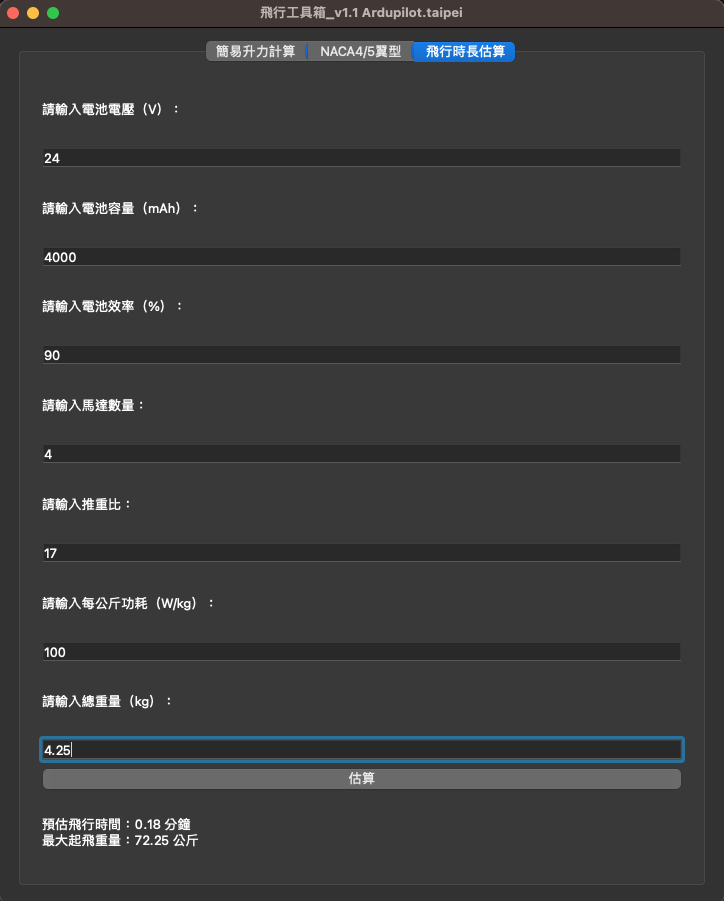 飛行工具箱_v1.1 Ardupilot.taipei
簡易升力計算 NACA4/5翼型 飛行時長估算
請輸入電池電壓（V）：
24
請輸入電池容量（mAh）：
4000
請輸入電池效率（%）：
90
請輸入馬達數量：
4
請輸入推重比：
17
請輸入每公斤功耗（W/kg）：
100
請輸入總重量（kg）：
4.25
估算
預估飛行時間：0.18 分鐘
最大起飛重量：72.25 公斤